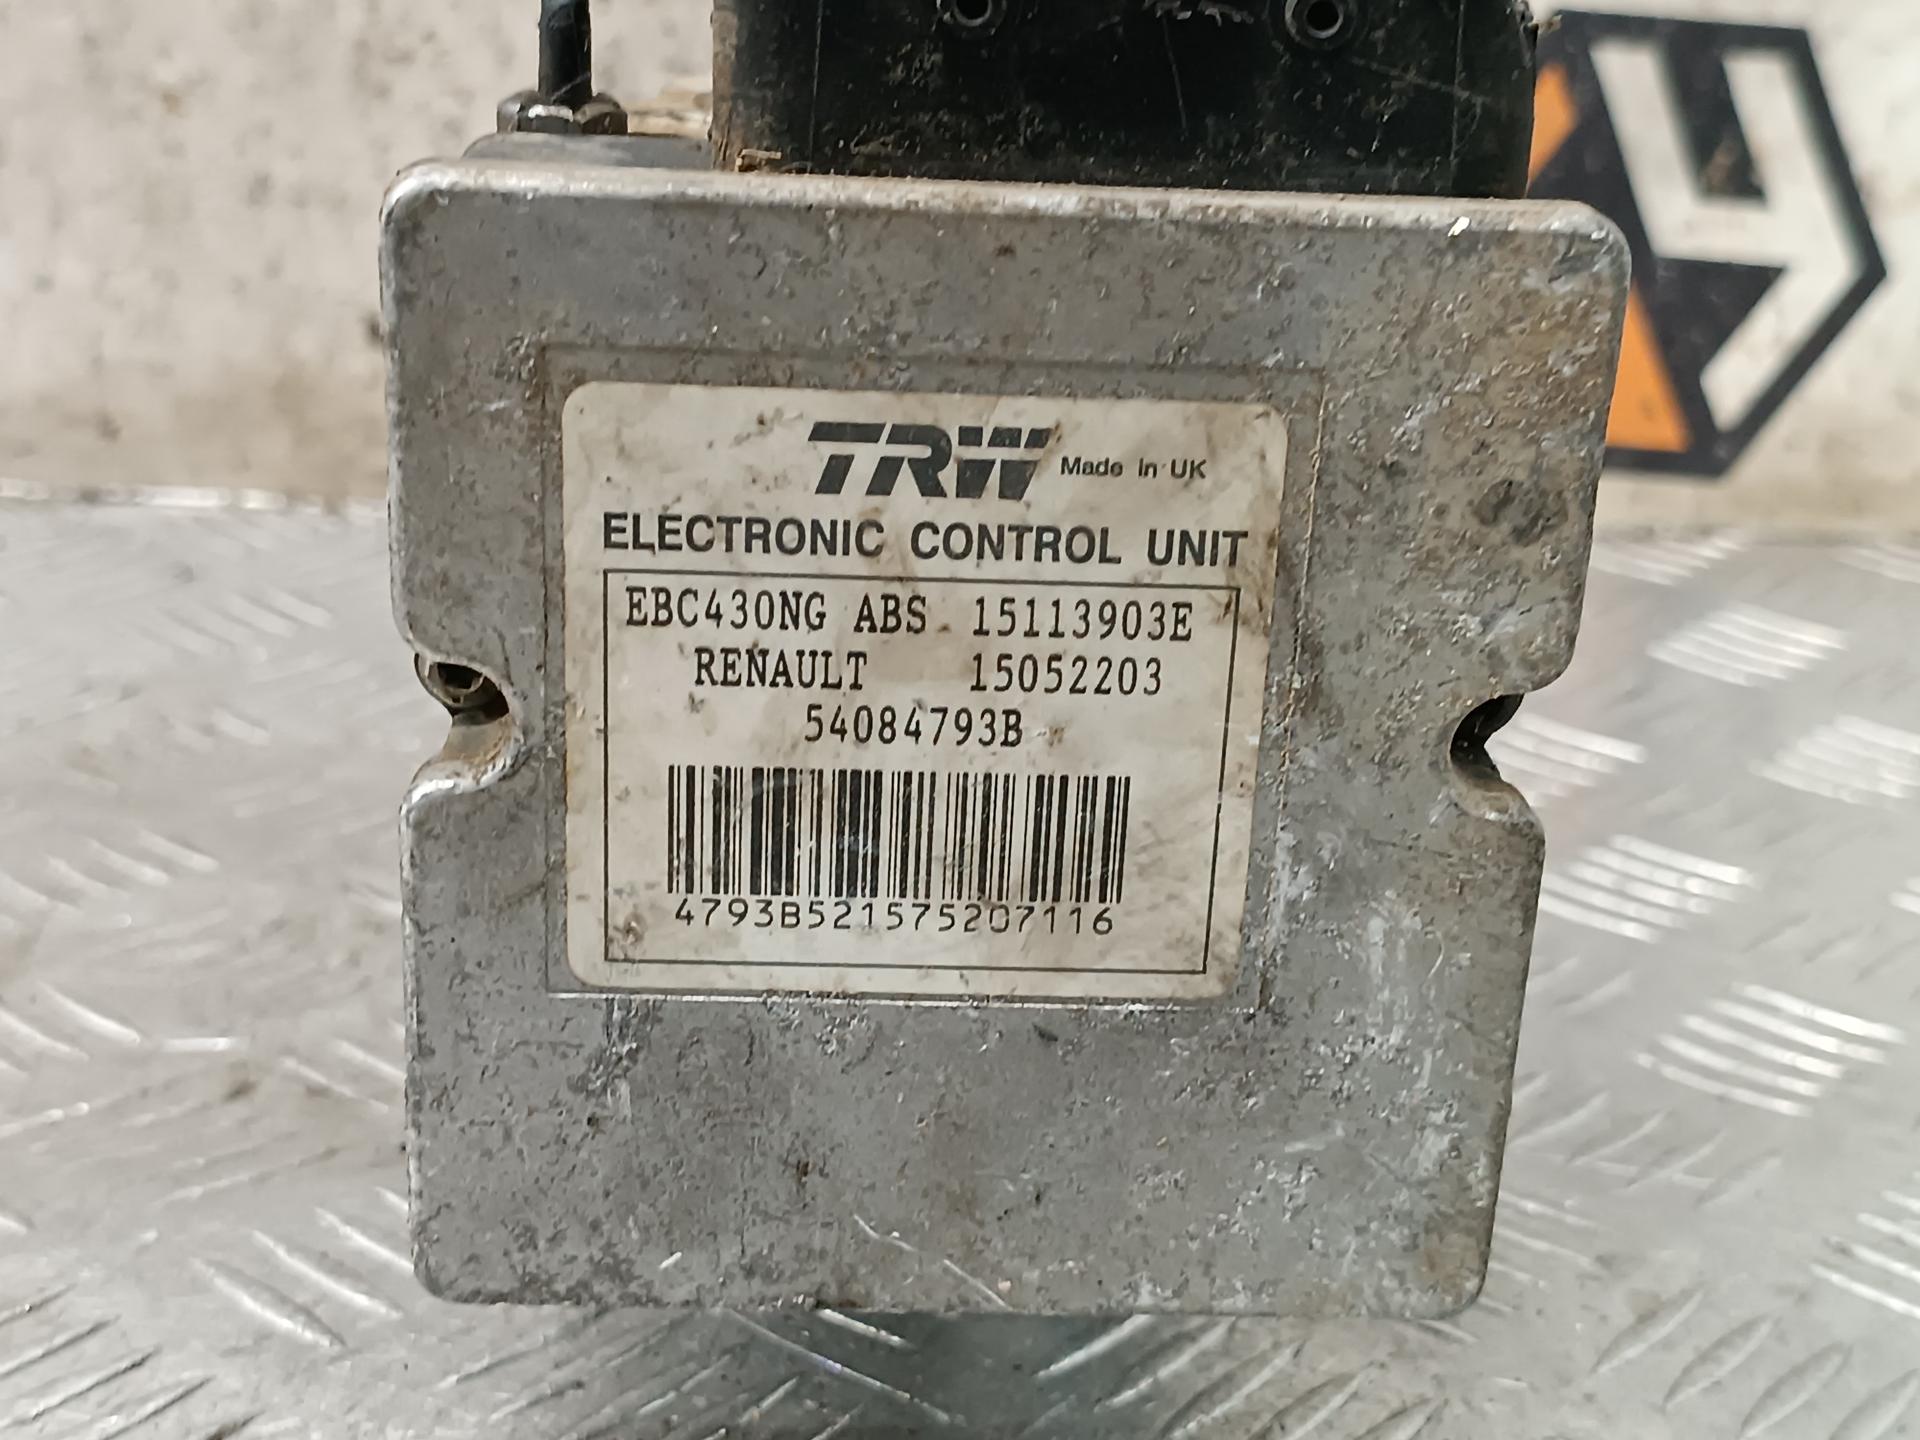 TRW Made in UK
ELECTRONIC CONTROL UNIT
EBC430NG ABS 15113903E
RENAULT 15052203
54084793B
4793B521575207116